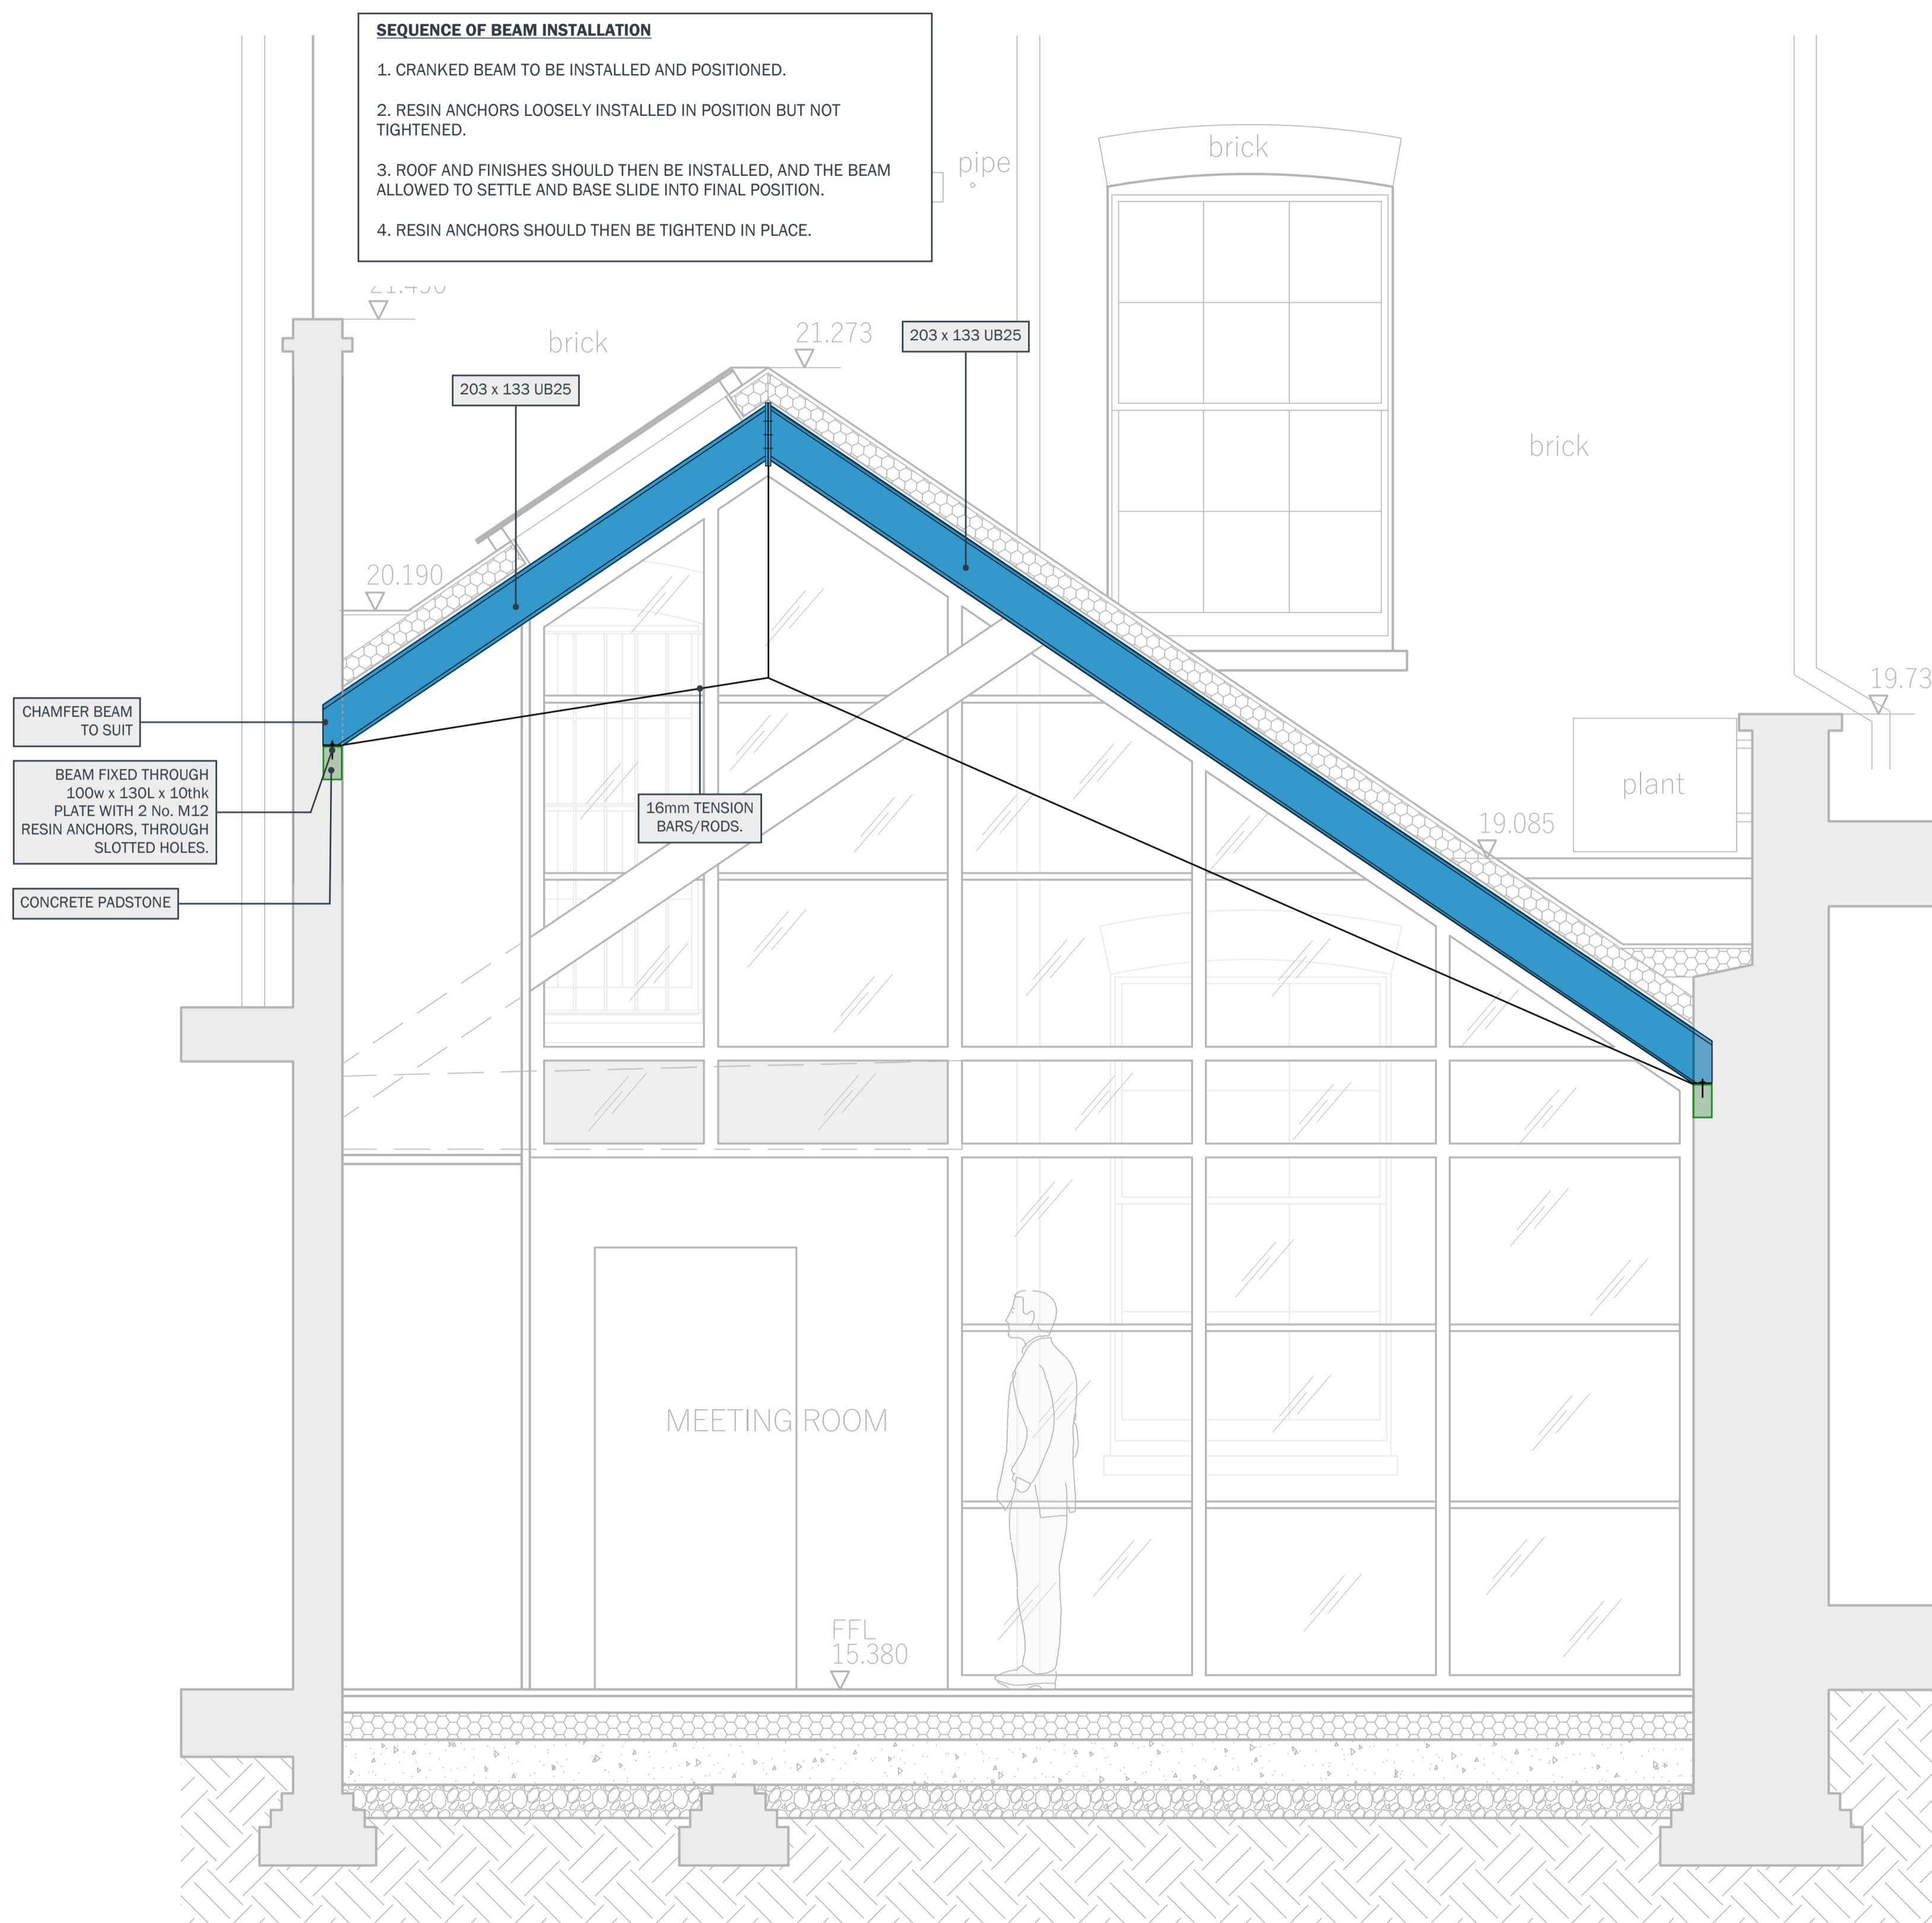 SEQUENCE OF BEAM INSTALLATION
1. CRANKED BEAM TO BE INSTALLED AND POSITIONED.
2. RESIN ANCHORS LOOSELY INSTALLED IN POSITION BUT NOT
TIGHTENED.
3. ROOF AND FINISHES SHOULD THEN BE INSTALLED, AND THE BEAM
ALLOWED TO SETTLE AND BASE SLIDE INTO FINAL POSITION.
4. RESIN ANCHORS SHOULD THEN BE TIGHTEND IN PLACE.
brick
pipe
21.273
203 x 133 UB25
brick
203 x 133 UB25
brick
20.190
19.73
CHAMFER BEAM
TO SUIT
BEAM FIXED THROUGH
100w x 130L x 10thk
PLATE WITH 2 No. M12
RESIN ANCHORS, THROUGH
SLOTTED HOLES.
plant
16mm TENSION
BARS/RODS.
19.085
CONCRETE PADSTONE
MEETING ROOM
FFL
15.380